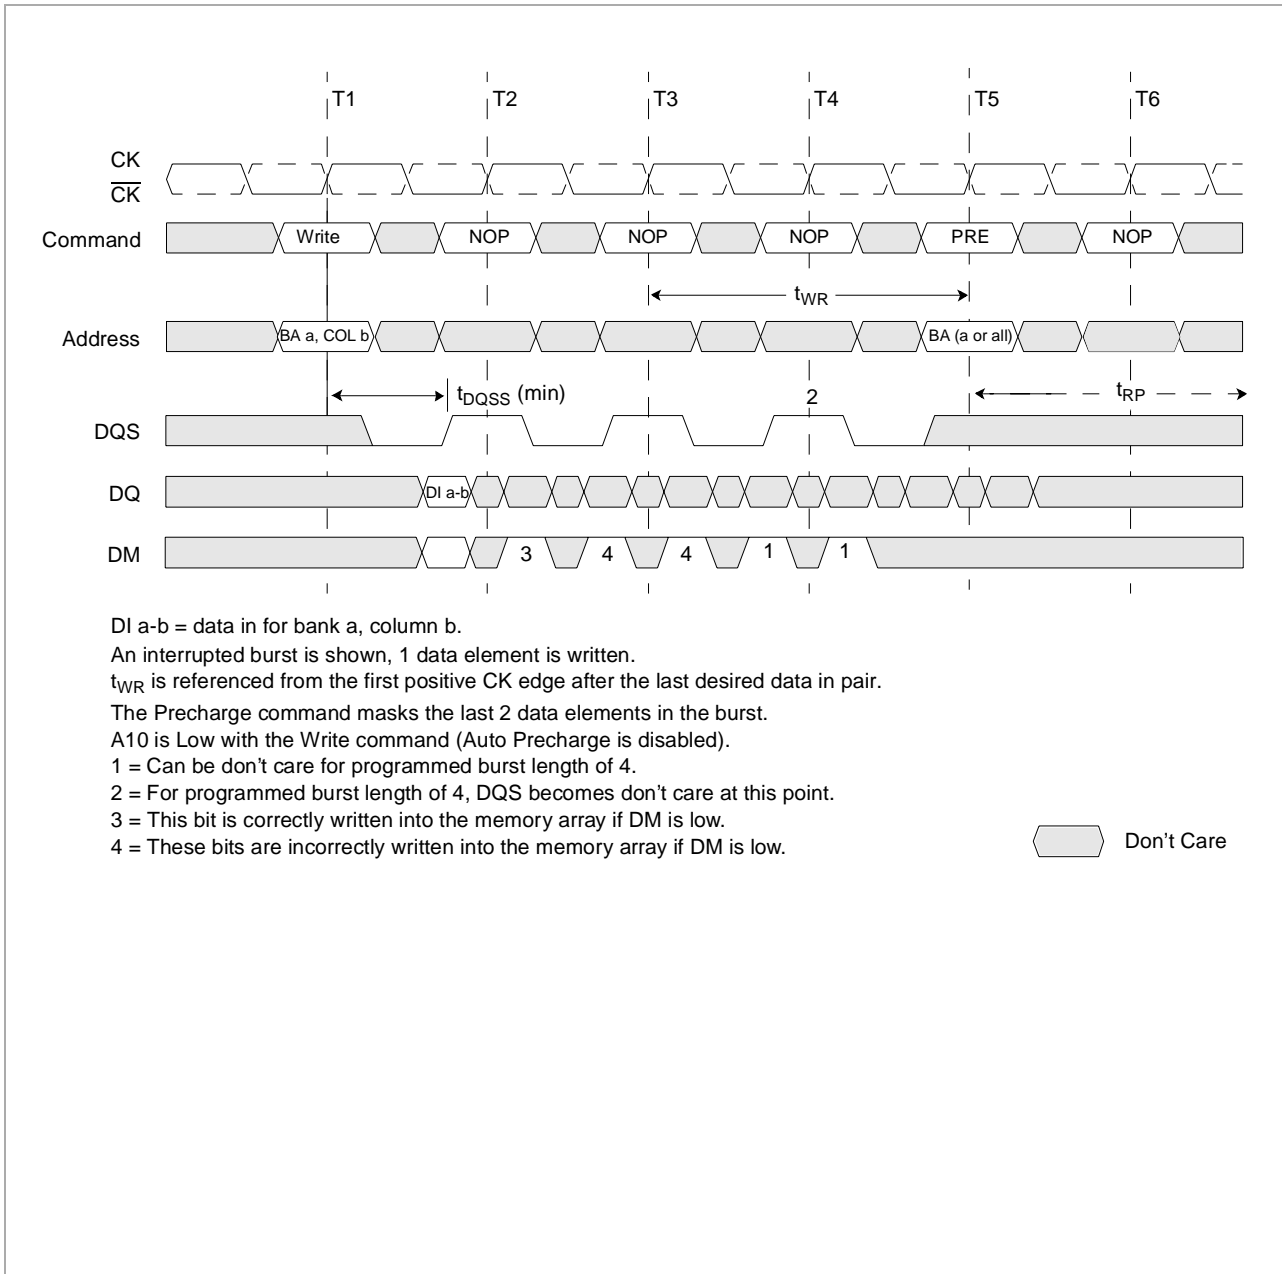 T1 T2 T3 T4 T5 T6
CK
CK
Command Write NOP NOP NOP PRE NOP
tWR
Address BA a, COL b BA (a or all)
tDQSS (min) 2 tRP
DQS
DQ DI a-b
DM 3 4 4 1 1
DI a-b = data in for bank a, column b.
An interrupted burst is shown, 1 data element is written.
tWR is referenced from the first positive CK edge after the last desired data in pair.
The Precharge command masks the last 2 data elements in the burst.
A10 is Low with the Write command (Auto Precharge is disabled).
1 = Can be don't care for programmed burst length of 4.
2 = For programmed burst length of 4, DQS becomes don't care at this point.
3 = This bit is correctly written into the memory array if DM is low.
4 = These bits are incorrectly written into the memory array if DM is low.
Don't Care